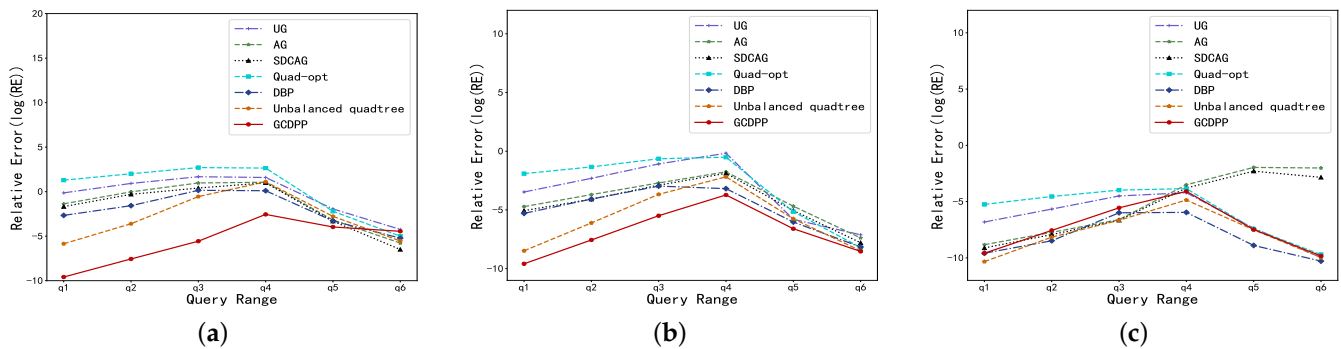 Relative Error(log(RE))
20
15
10
5
0
−5
−10
q1 q2 q3 q4 q5 q6
Query Range
UG
AG
SDCAG
Quad-opt
DBP
Unbalanced quadtree
GCDPP
(a)
Relative Error(log(RE))
10
5
0
−5
−10
q1 q2 q3 q4 q5 q6
Query Range
UG
AG
SDCAG
Quad-opt
DBP
Unbalanced quadtree
GCDPP
(b)
Relative Error(log(RE))
10
5
0
−5
−10
q1 q2 q3 q4 q5 q6
Query Range
UG
AG
SDCAG
Quad-opt
DBP
Unbalanced quadtree
GCDPP
(c)